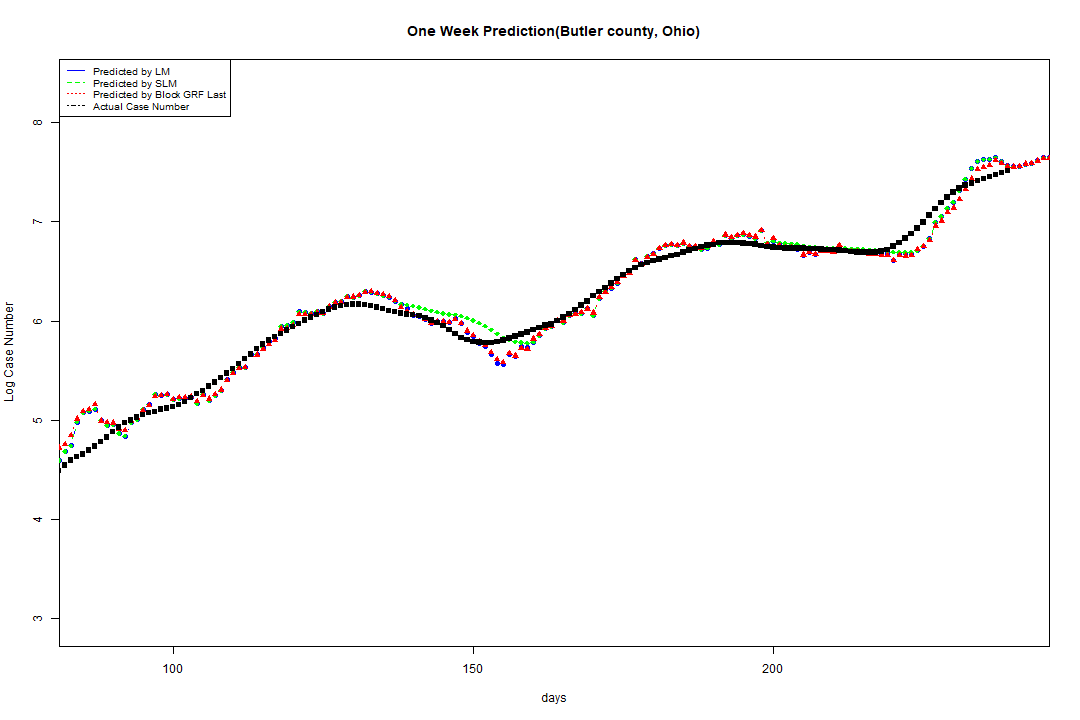 One Week Prediction(Butler county, Ohio)
Predicted by LM
Predicted by SLM
Predicted by Block GRF Last
Actual Case Number
Log Case Number
8
7
6
5
4
3
100 150 200
days